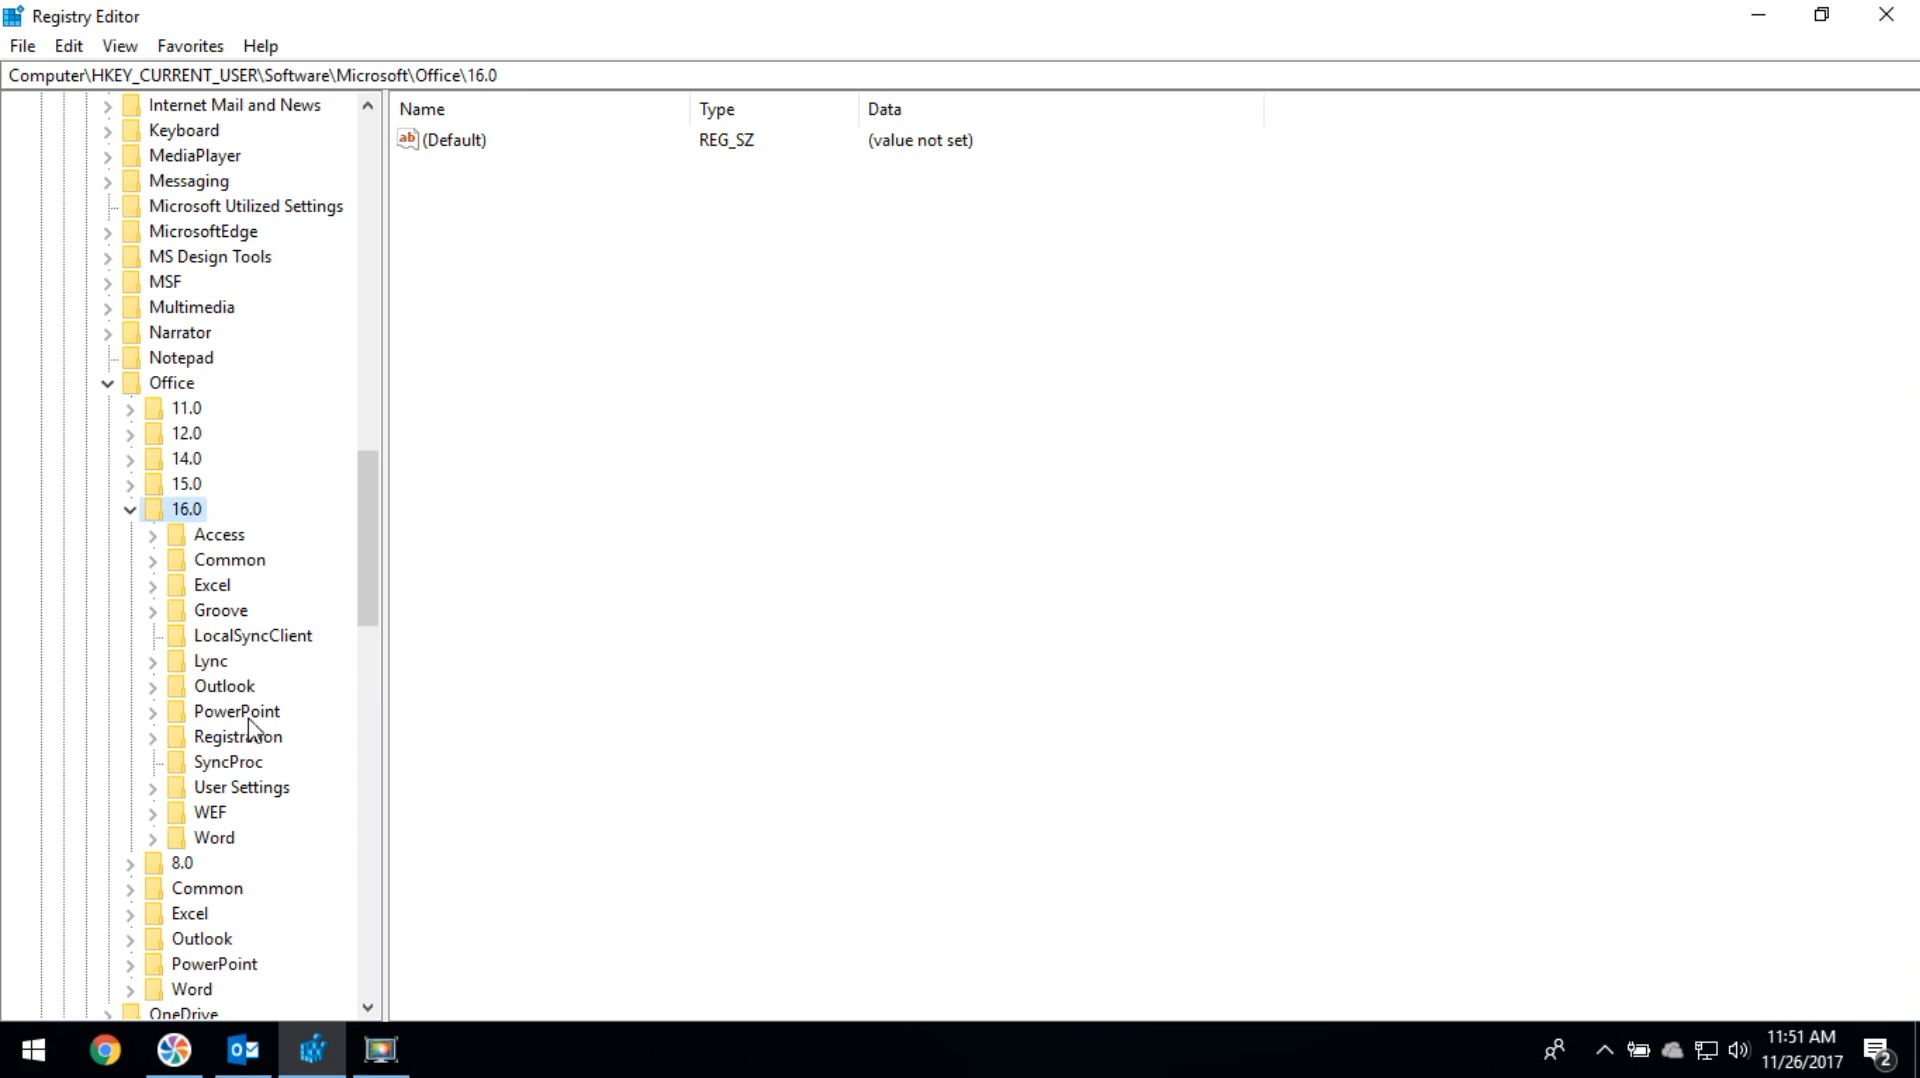 Registry Editor
File Edit View Favorites Help
Computer\HKEY_CURRENT_USER\Software\Microsoft\Office\16.0
Internet Mail and News
Keyboard
MediaPlayer
Messaging
Microsoft Utilized Settings
MicrosoftEdge
MS Design Tools
MSF
Multimedia
Narrator
Notepad
Office
11.0
12.0
14.0
15.0
16.0
Access
Common
Excel
Groove
LocalSyncClient
Lync
Outlook
PowerPoint
Registration
SyncProc
User Settings
WEF
Word
8.0
Common
Excel
Outlook
PowerPoint
Word
OneDrive
Name Type Data
ab (Default) REG_SZ (value not set)
11:51 AM
11/26/2017
2